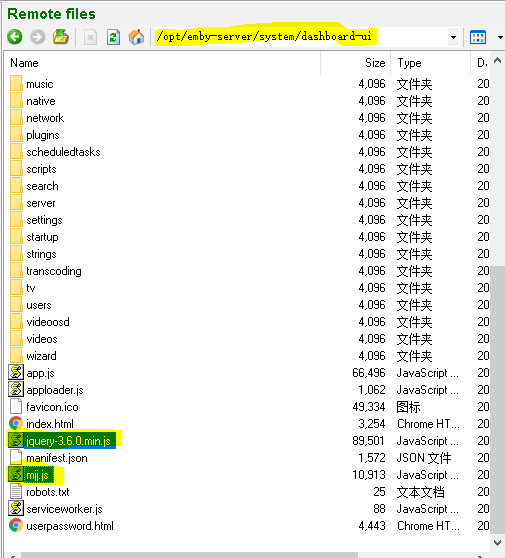 Remote files
/opt/emby-server/system/dashboard-ui
Name Size Type D.
music 4,096 文件夹 20
native 4,096 文件夹 20
network 4,096 文件夹 20
plugins 4,096 文件夹 20
scheduledtasks 4,096 文件夹 20
scripts 4,096 文件夹 20
search 4,096 文件夹 20
server 4,096 文件夹 20
settings 4,096 文件夹 20
startup 4,096 文件夹 20
strings 4,096 文件夹 20
transcoding 4,096 文件夹 20
tv 4,096 文件夹 20
users 4,096 文件夹 20
videoosd 4,096 文件夹 20
videos 4,096 文件夹 20
wizard 4,096 文件夹 20
app.js 66,496 JavaScript ... 20
apploader.js 1,062 JavaScript ... 20
favicon.ico 49,334 图标 20
index.html 3,254 Chrome HT... 20
jquery-3.6.0.min.js 89,501 JavaScript ... 20
manifest.json 1,572 JSON 文件 20
mjj.js 10,913 JavaScript ... 20
robots.txt 25 文本文档 20
serviceworker.js 88 JavaScript ... 20
userpassword.html 4,443 Chrome HT... 20